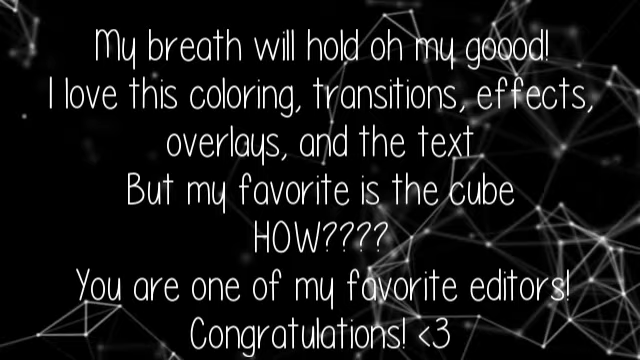 My breath will hold oh my goood!
I love this coloring, transitions, effects,
overlays, and the text
But my favorite is the cube
HOW????
You are one of my favorite editors!
Congratulations! <3